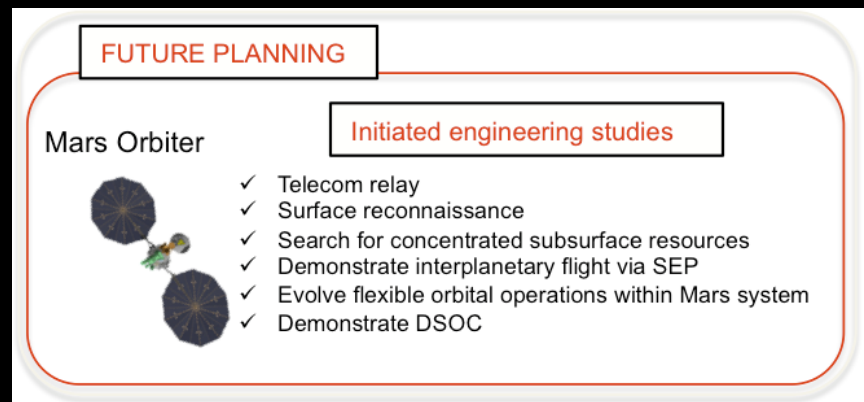 FUTURE PLANNING
Initiated engineering studies
Mars Orbiter
✓ Telecom relay
✓ Surface reconnaissance
✓ Search for concentrated subsurface resources
✓ Demonstrate interplanetary flight via SEP
✓ Evolve flexible orbital operations within Mars system
✓ Demonstrate DSOC